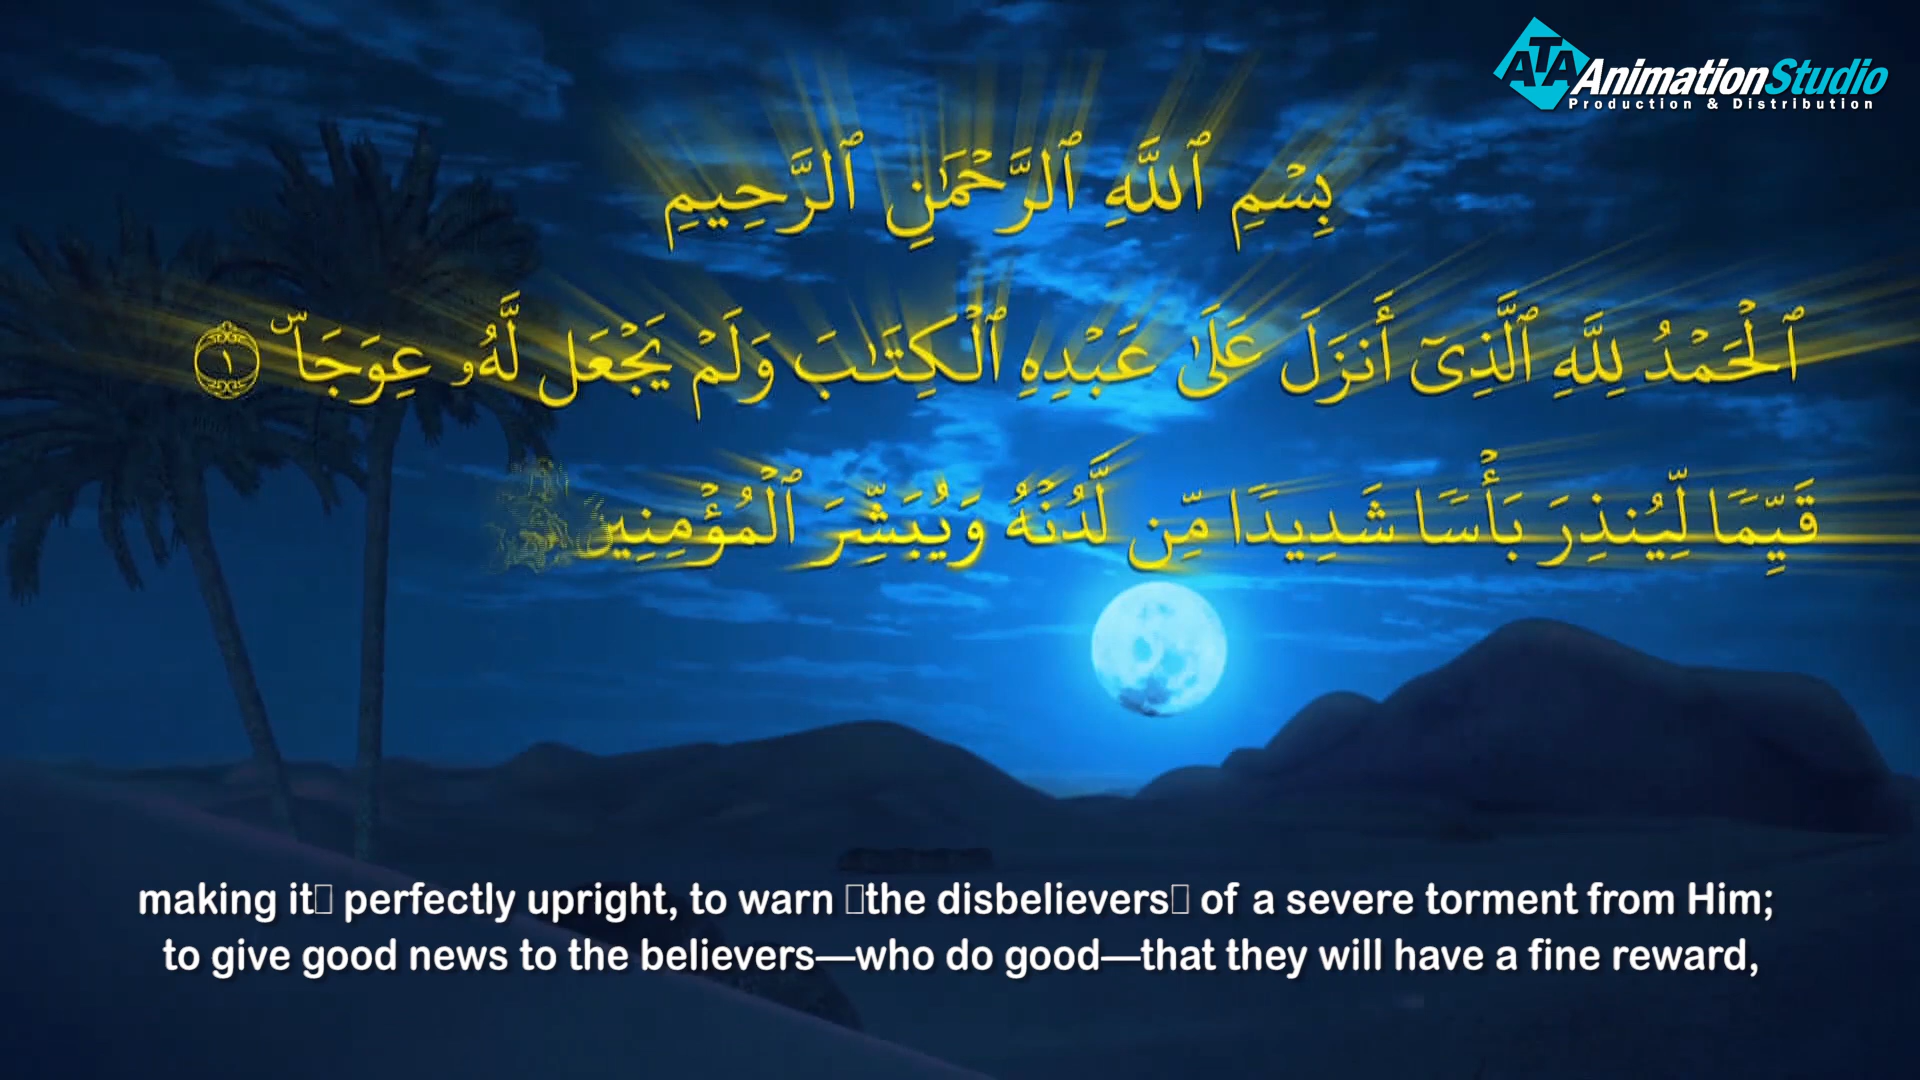 ATA AnimationStudio
Production & Distribution
بِسْمِ ٱللَّهِ ٱلرَّحْمَٰنِ ٱلرَّحِيمِ
ٱلْحَمْدُ لِلَّهِ ٱلَّذِىٓ أَنزَلَ عَلَىٰ عَبْدِهِ ٱلْكِتَـٰبَ وَلَمْ يَجْعَل لَّهُۥ عِوَجَاۜ ١
قَيِّمًا لِّيُنذِرَ بَأْسًا شَدِيدًا مِّن لَّدُنْهُ وَيُبَشِّرَ ٱلْمُؤْمِنِينَ
making it perfectly upright, to warn the disbelievers of a severe torment from Him;
to give good news to the believers—who do good—that they will have a fine reward,